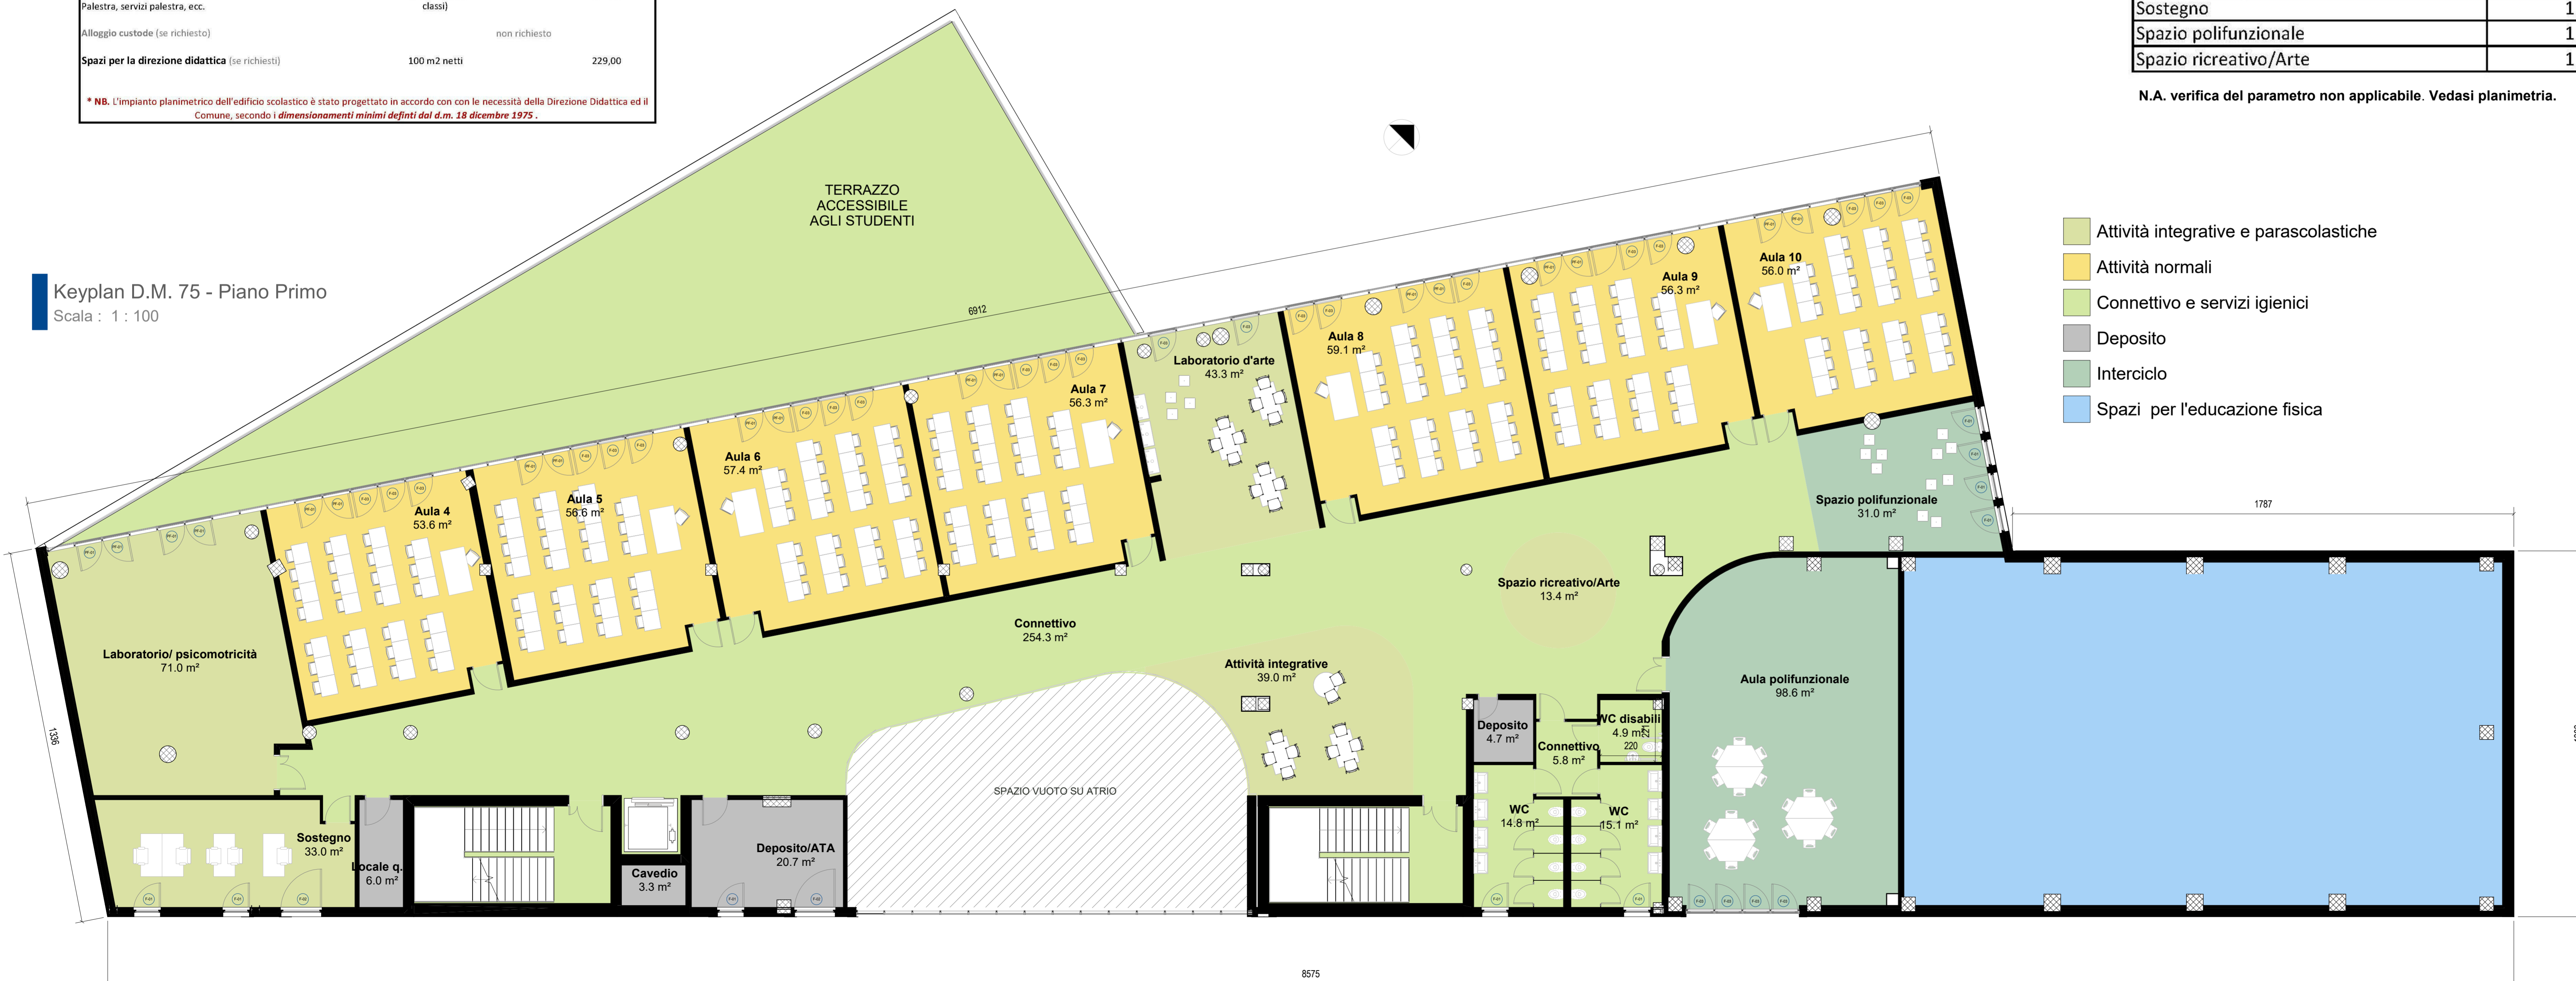 Palestra, servizi palestra, ecc. classi)
Alloggio custode (se richiesto) non richiesto
Spazi per la direzione didattica (se richiesti) 100 m2 netti 229,00
* NB. L'impianto planimetrico dell'edificio scolastico è stato progettato in accordo con con le necessità della Direzione Didattica ed il
Comune, secondo i dimensionamenti minimi definti dal d.m. 18 dicembre 1975 .
Sostegno 1
Spazio polifunzionale 1
Spazio ricreativo/Arte 1
N.A. verifica del parametro non applicabile. Vedasi planimetria.
Keyplan D.M. 75 - Piano Primo
Scala : 1 : 100
TERRAZZO
ACCESSIBILE
AGLI STUDENTI
Attività integrative e parascolastiche
Attività normali
Connettivo e servizi igienici
Deposito
Interciclo
Spazi per l'educazione fisica
6912
1787
1336
8575
Aula 10
56.0 m²
Aula 9
56.3 m²
Aula 8
59.1 m²
Laboratorio d'arte
43.3 m²
Aula 7
56.3 m²
Aula 6
57.4 m²
Aula 5
56.6 m²
Aula 4
53.6 m²
Laboratorio/ psicomotricità
71.0 m²
Spazio polifunzionale
31.0 m²
Spazio ricreativo/Arte
13.4 m²
Connettivo
254.3 m²
Attività integrative
39.0 m²
Aula polifunzionale
98.6 m²
Deposito
4.7 m²
WC disabili
4.9 m²
221
220
Connettivo
5.8 m²
WC
14.8 m²
WC
15.1 m²
SPAZIO VUOTO SU ATRIO
Sostegno
33.0 m²
Locale q.
6.0 m²
Cavedio
3.3 m²
Deposito/ATA
20.7 m²